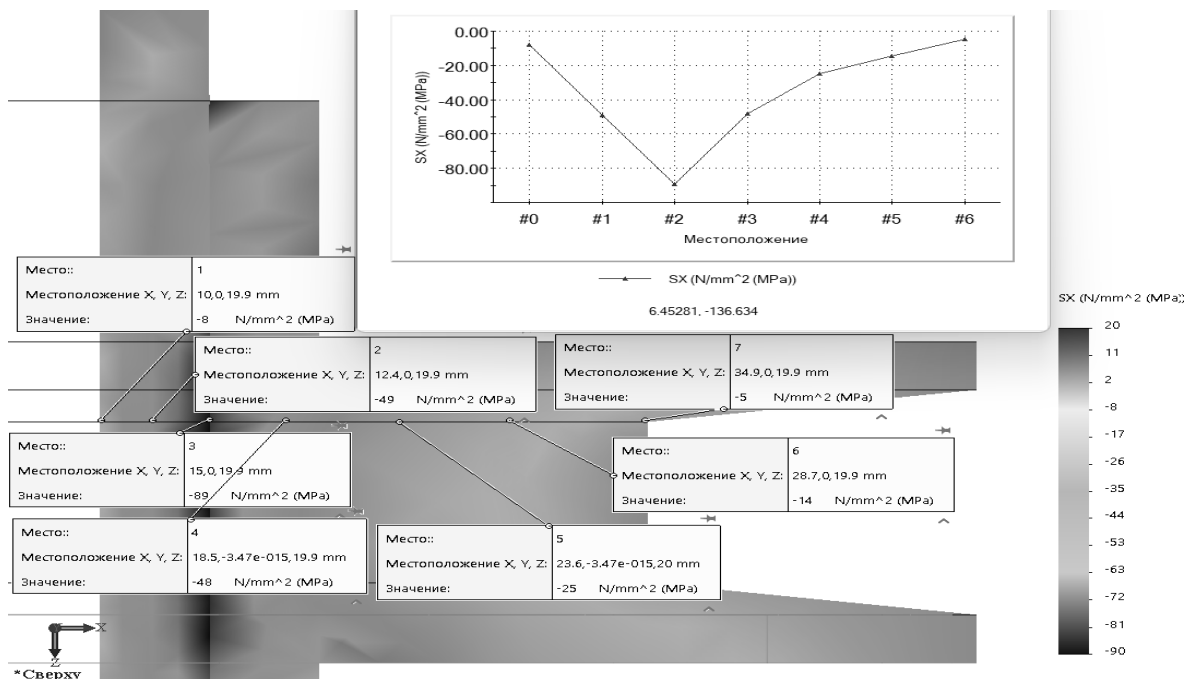 0.00
-20.00
-40.00
-60.00
-80.00
SX (N/mm^2 (MPa))
#0 #1 #2 #3 #4 #5 #6
Местоположение
SX (N/mm^2 (MPa))
6.45281, -136.634
Место:: 1
Местоположение X, Y, Z: 10,0,19.9 mm
Значение: -8 N/mm^2 (MPa)
Место:: 2
Местоположение X, Y, Z: 12.4,0,19.9 mm
Значение: -49 N/mm^2 (MPa)
Место:: 7
Местоположение X, Y, Z: 34.9,0,19.9 mm
Значение: -5 N/mm^2 (MPa)
Место:: 3
Местоположение X, Y, Z: 15,0,19.9 mm
Значение: -89 N/mm^2 (MPa)
Место:: 6
Местоположение X, Y, Z: 28.7,0,19.9 mm
Значение: -14 N/mm^2 (MPa)
Место:: 4
Местоположение X, Y, Z: 18.5,-3.47e-015,19.9 mm
Значение: -48 N/mm^2 (MPa)
Место:: 5
Местоположение X, Y, Z: 23.6,-3.47e-015,20 mm
Значение: -25 N/mm^2 (MPa)
SX (N/mm^2 (MPa))
20
11
2
-8
-17
-26
-35
-44
-53
-63
-72
-81
-90
X
Z
*Сверху